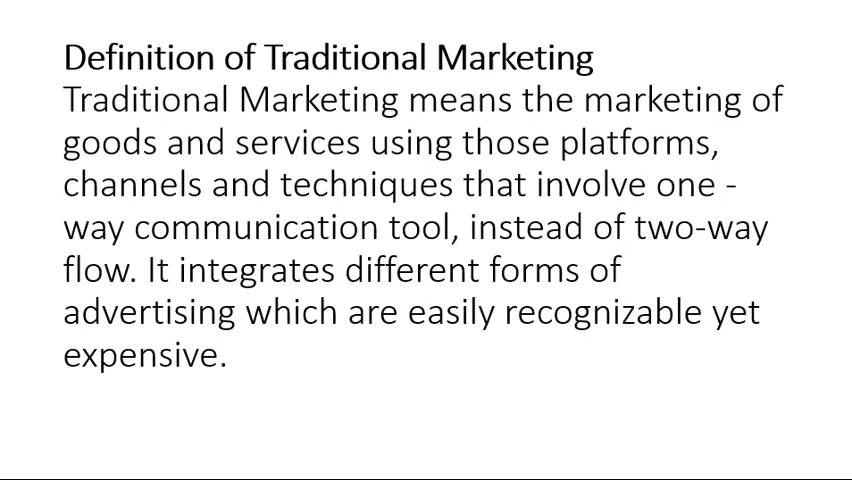 Definition of Traditional Marketing
Traditional Marketing means the marketing of
goods and services using those platforms,
channels and techniques that involve one -
way communication tool, instead of two-way
flow. It integrates different forms of
advertising which are easily recognizable yet
expensive.